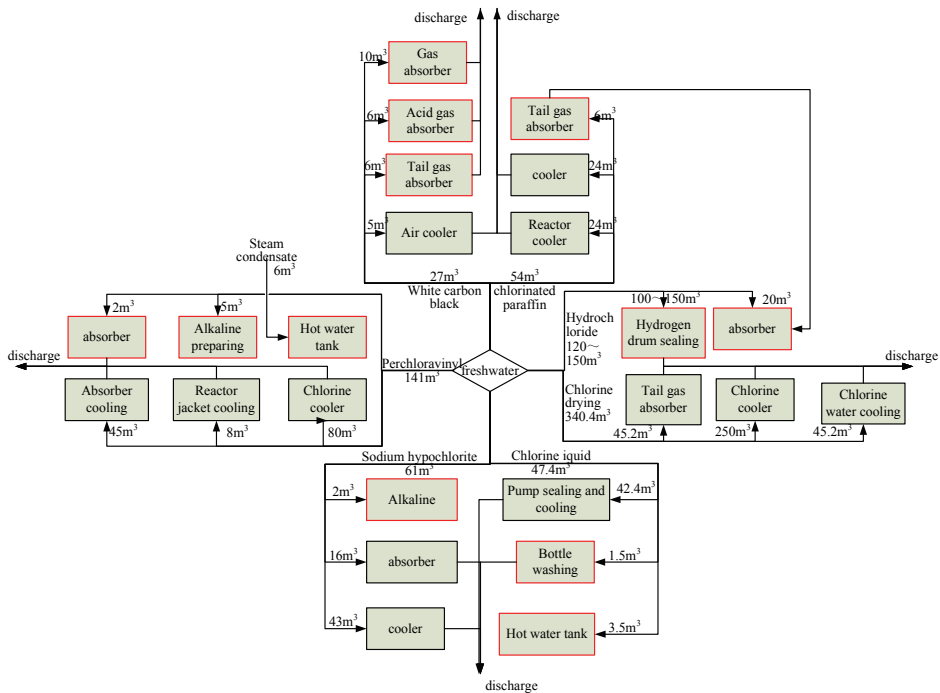 discharge
discharge
10m³
Gas
absorber
6m³
Acid gas
absorber
Tail gas
absorber
6m³
6m³
Tail gas
absorber
cooler
24m³
5m³
Air cooler
Reactor
cooler
24m³
Steam
condensate
6m³
27m³
White carbon
black
54m³
chlorinated
paraffin
2m³
5m³
absorber
Alkaline
preparing
Hot water
tank
Hydroch
loride
120～
150m³
100～150m³
20m³
Hydrogen
drum sealing
absorber
discharge
Perchloravinyl
141m³
freshwater
discharge
Absorber
cooling
Reactor
jacket cooling
Chlorine
cooler
45m³
8m³
80m³
Chlorine
drying
340.4m³
Tail gas
absorber
Chlorine
cooler
Chlorine
water cooling
45.2m³
250m³
45.2m³
Sodium hypochlorite
61m³
Chlorine iquid
47.4m³
2m³
Alkaline
Pump sealing and
cooling
42.4m³
16m³
absorber
Bottle
washing
1.5m³
43m³
cooler
Hot water tank
3.5m³
discharge